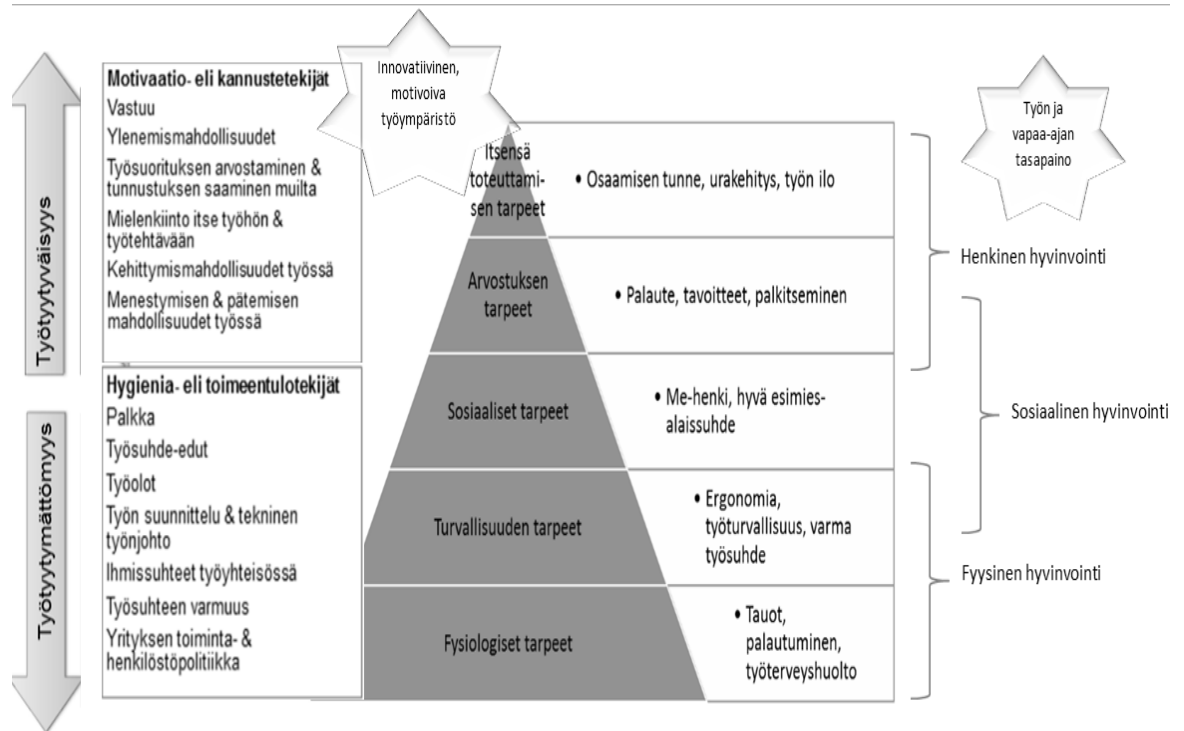 Työtyytyväisyys
Motivaatio- eli kannustetekijät
Vastuu
Ylenemismahdollisuudet
Työsuorituksen arvostaminen &
tunnustuksen saaminen muilta
Mielenkiinto itse työhön &
työtehtävään
Kehittymismahdollisuudet työssä
Menestymisen & pätemisen
mahdollisuudet työssä
Työtyytymättömyys
Hygienia- eli toimeentulotekijät
Palkka
Työsuhde-edut
Työolot
Työn suunnittelu & tekninen
työnjohto
Ihmissuhteet työyhteisössä
Työsuhteen varmuus
Yrityksen toiminta- &
henkilöstöpolitiikka
Innovatiivinen,
motivoiva
työympäristö
Itsensä
toteuttami-
sen tarpeet
• Osaamisen tunne, urakehitys, työn ilo
Arvostuksen
tarpeet
• Palaute, tavoitteet, palkitseminen
Sosiaaliset tarpeet
• Me-henki, hyvä esimies-
alaissuhde
Turvallisuuden tarpeet
• Ergonomia,
työturvallisuus, varma
työsuhde
Fysiologiset tarpeet
• Tauot,
palautuminen,
työterveyshuolto
Työn ja
vapaa-ajan
tasapaino
Henkinen hyvinvointi
Sosiaalinen hyvinvointi
Fyysinen hyvinvointi